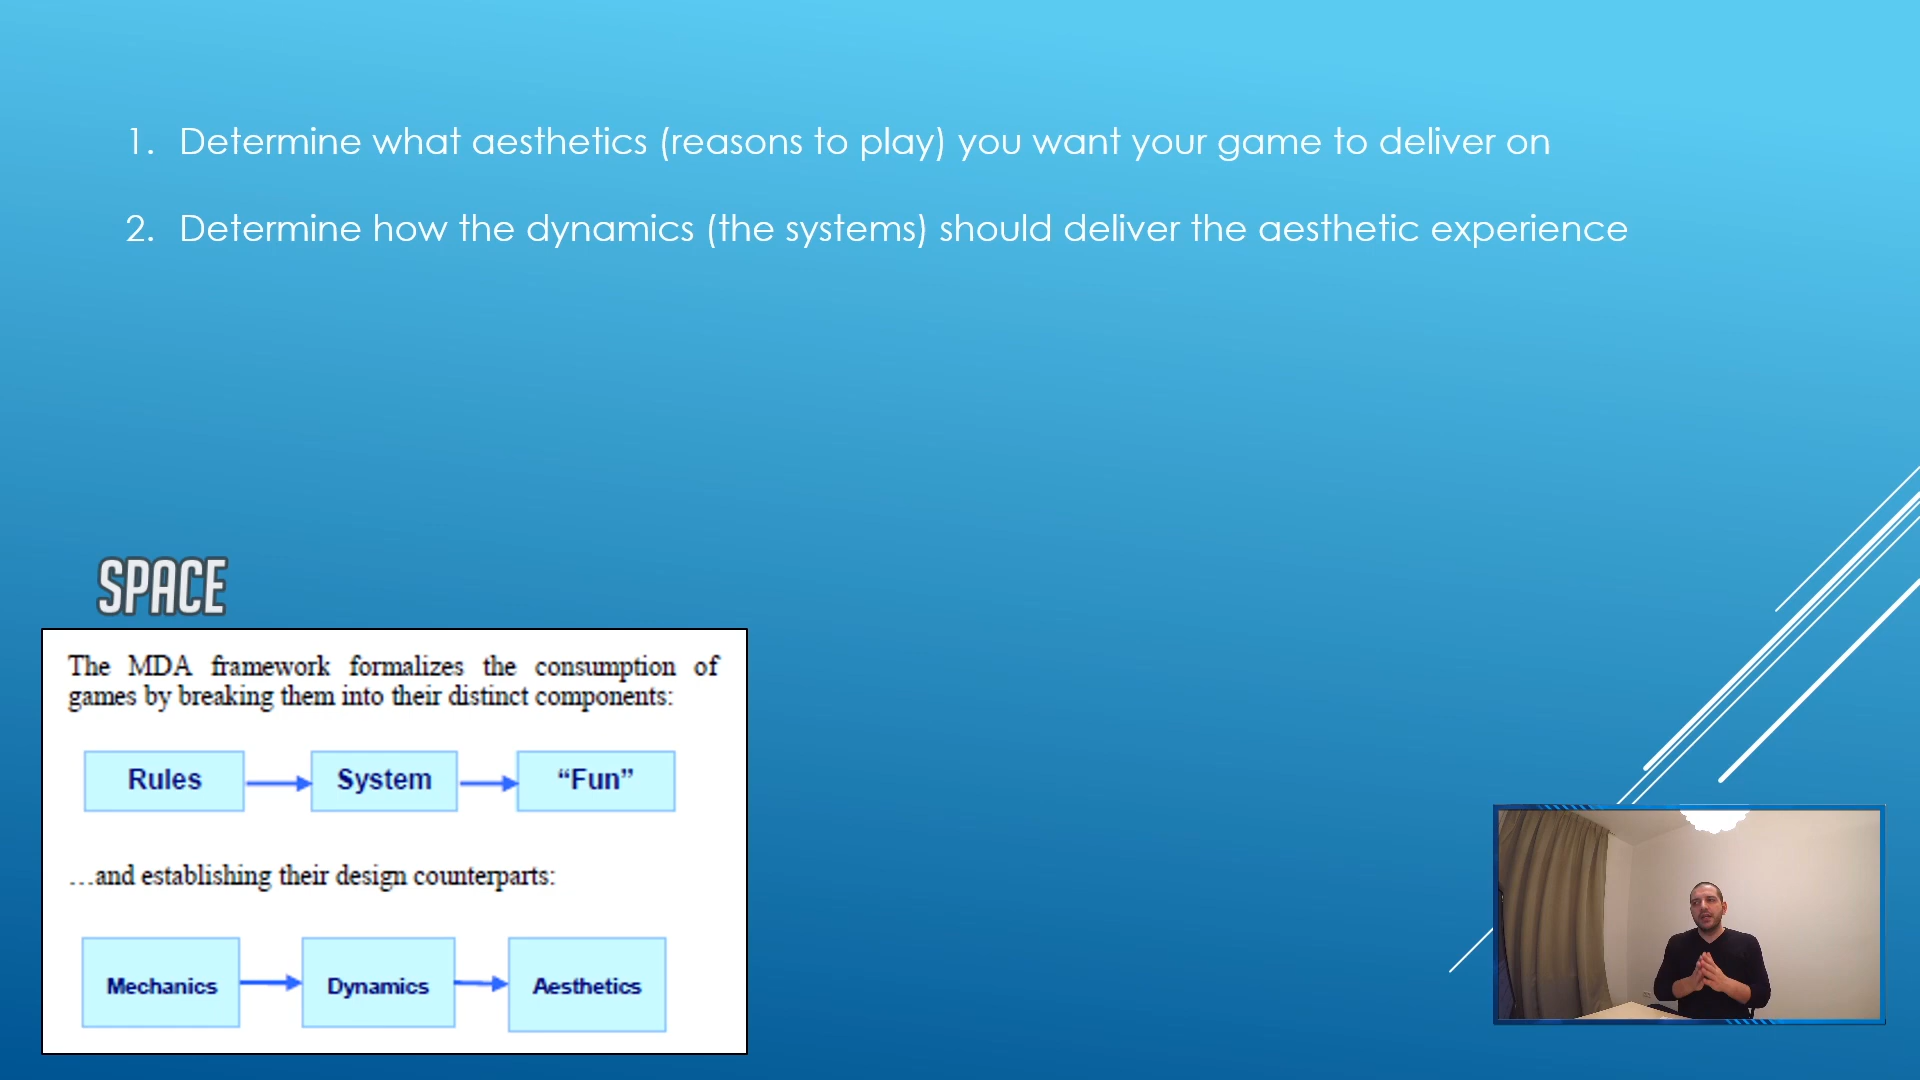 1. Determine what aesthetics (reasons to play) you want your game to deliver on
2. Determine how the dynamics (the systems) should deliver the aesthetic experience
SPACE
The MDA framework formalizes the consumption of
games by breaking them into their distinct components:
Rules System “Fun”
…and establishing their design counterparts:
Mechanics Dynamics Aesthetics